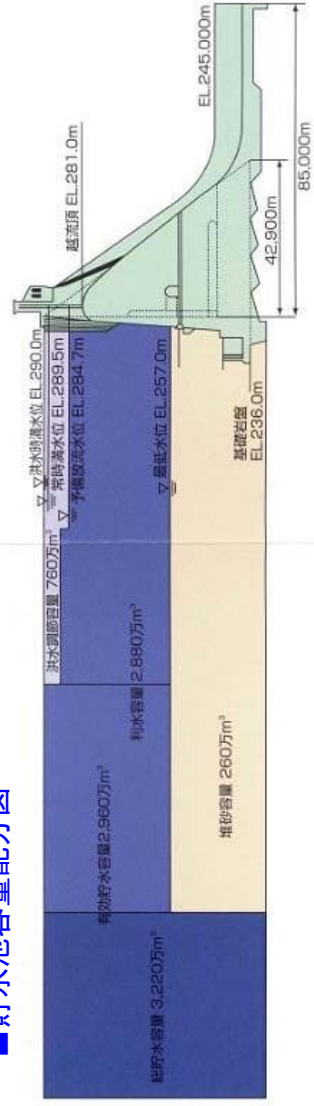 ■貯水池容量配分図
洪水時満水位 EL.290.0m
常時満水位 EL.289.5m
予備放流水位 EL.284.7m
越流頂 EL.281.0m
洪水調節容量 760万m³
最低水位 EL.257.0m
利水容量 2,880万m³
有効貯水容量2,960万m³
総貯水容量 3,220万m³
堆砂容量 260万m³
基礎岩盤
EL.236.0m
EL.245.000m
42,900m
85,000m